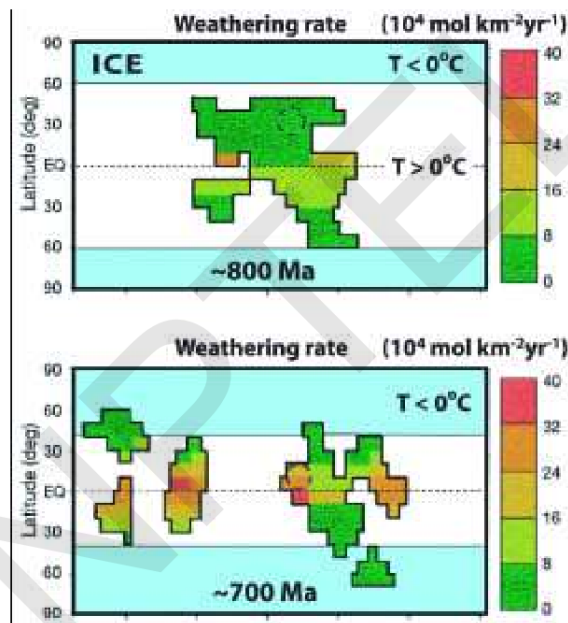 Weathering rate (10⁴ mol km⁻²yr⁻¹)
90
ICE
T < 0°C
40
60
32
30
24
Latitude (deg)
EQ
T > 0°C
16
30
8
60
~800 Ma
0
90
Weathering rate (10⁴ mol km⁻²yr⁻¹)
90
40
T < 0°C
60
32
30
24
Latitude (deg)
EQ
16
30
8
60
~700 Ma
0
90
NPTEL